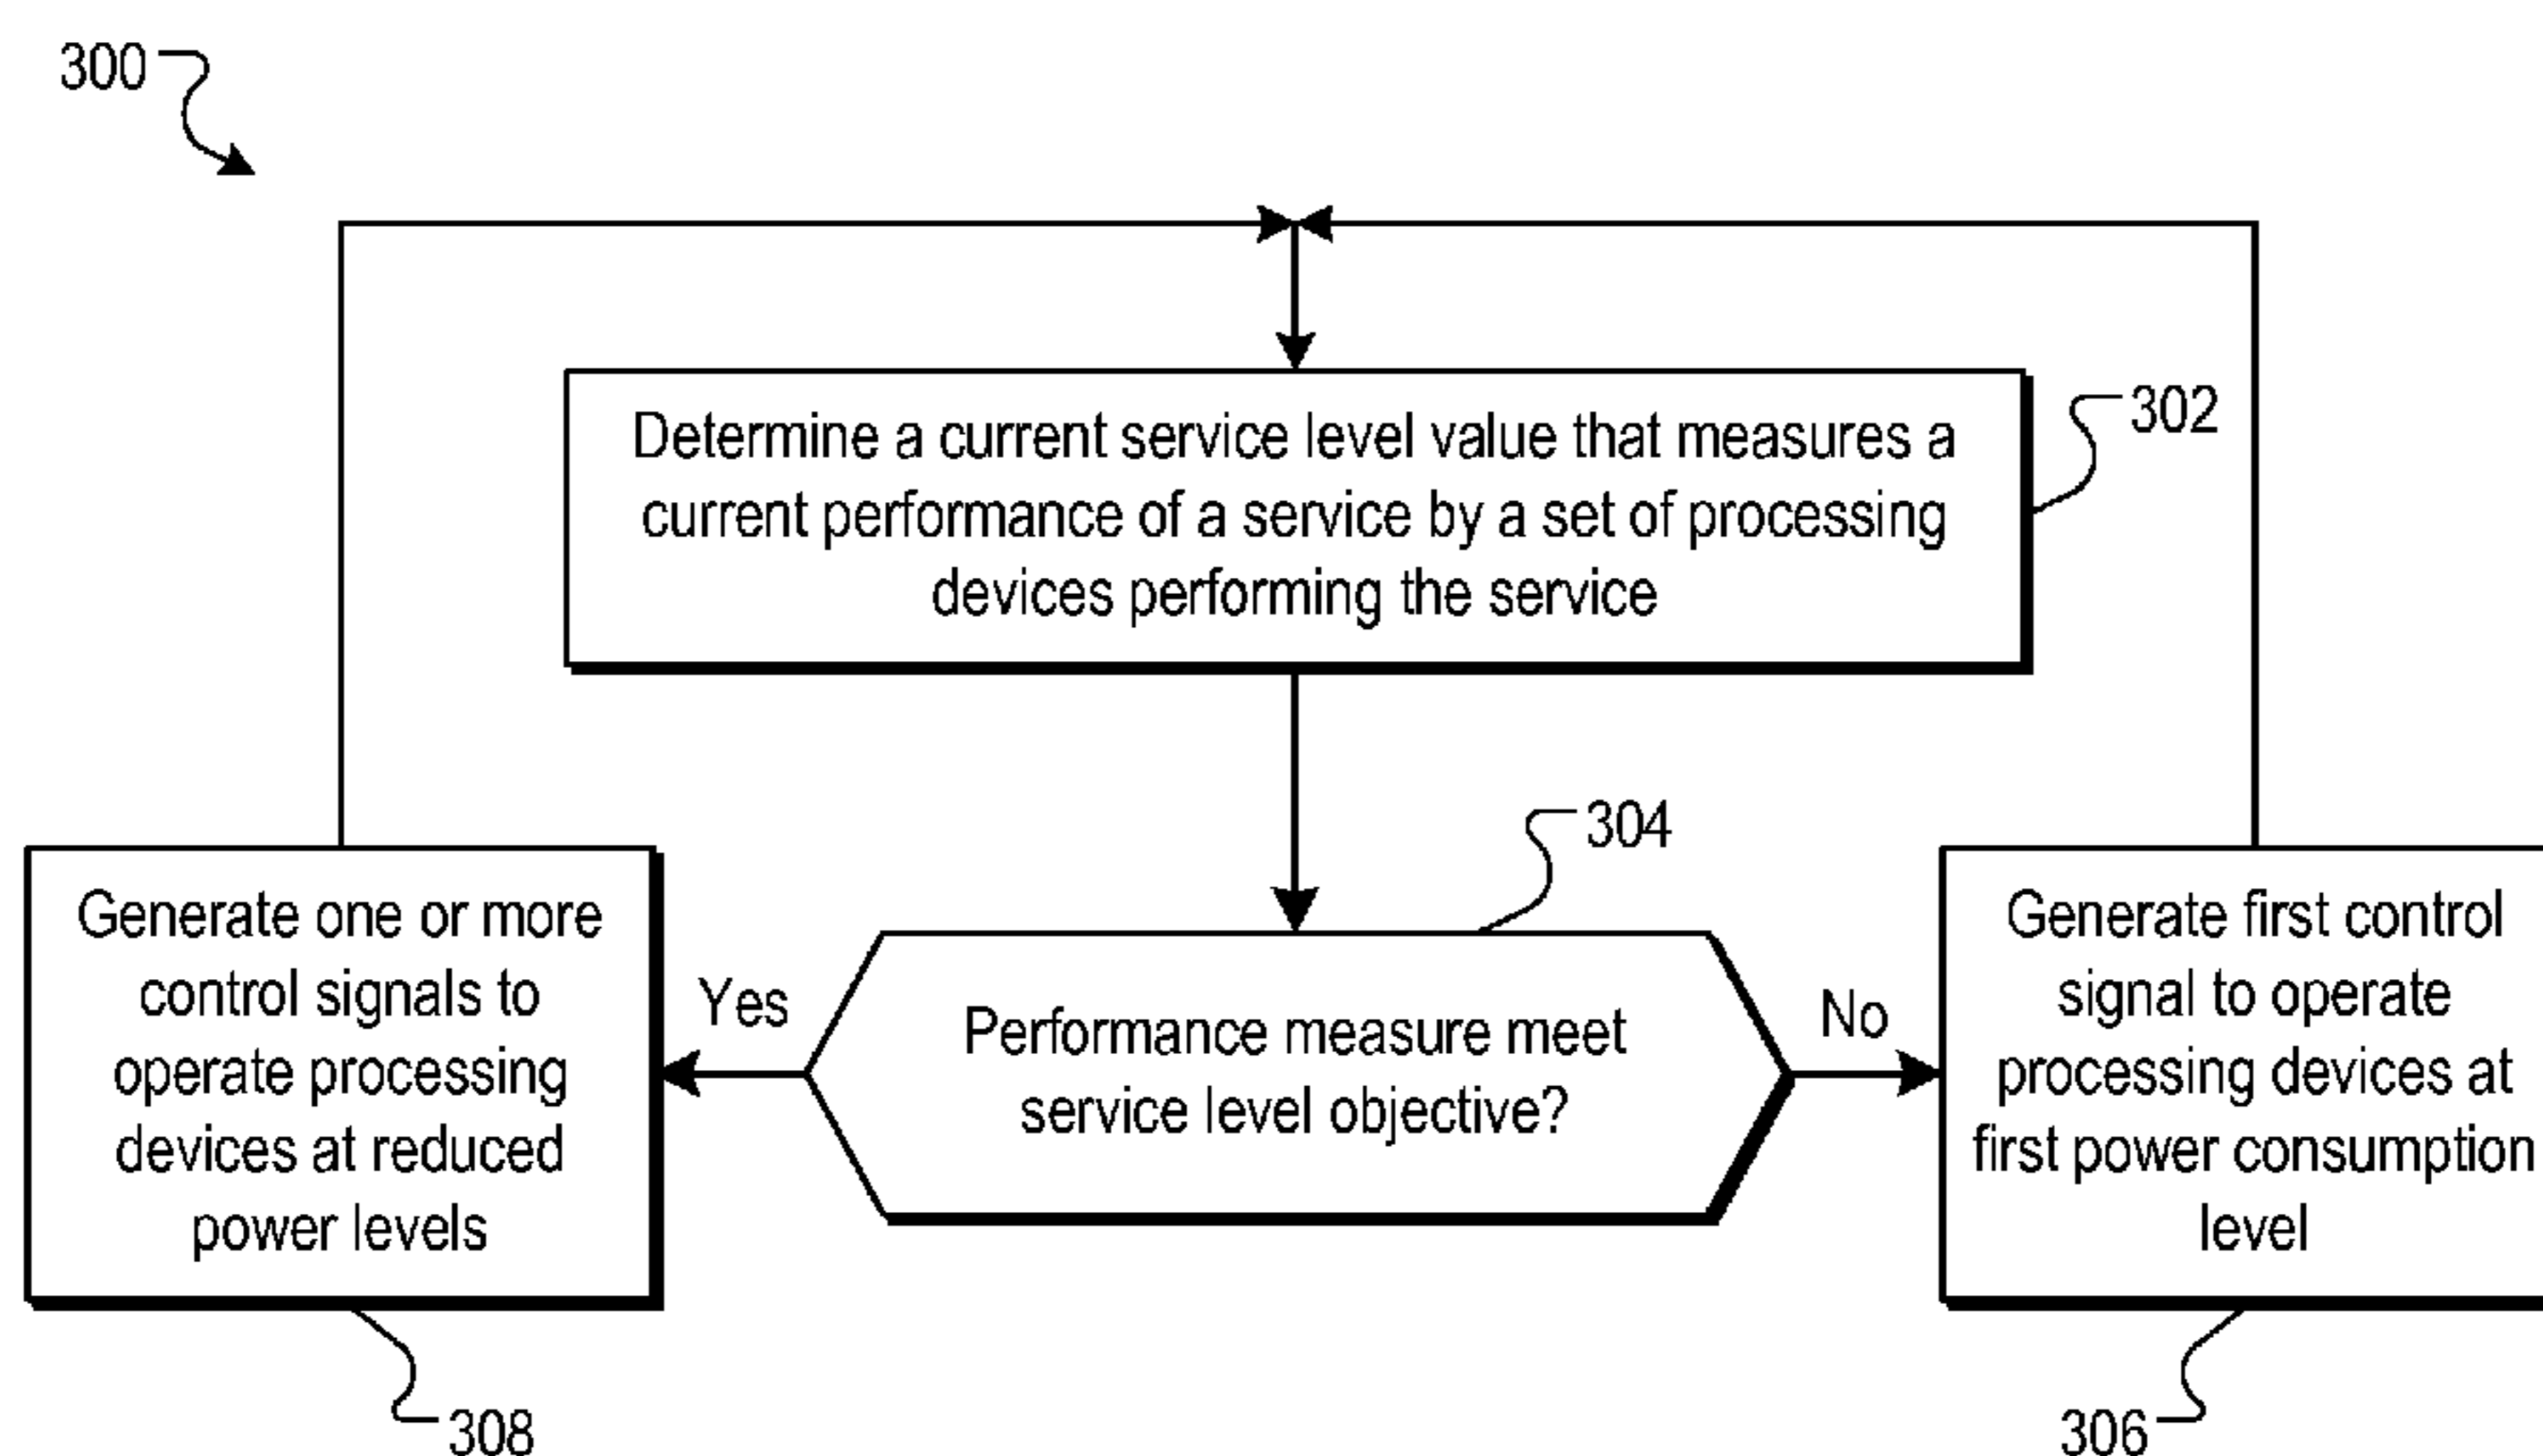 300
Determine a current service level value that measures a
current performance of a service by a set of processing
devices performing the service
302
304
Generate one or more
control signals to
operate processing
devices at reduced
power levels
Yes
Performance measure meet
service level objective?
No
Generate first control
signal to operate
processing devices at
first power consumption
level
308
306